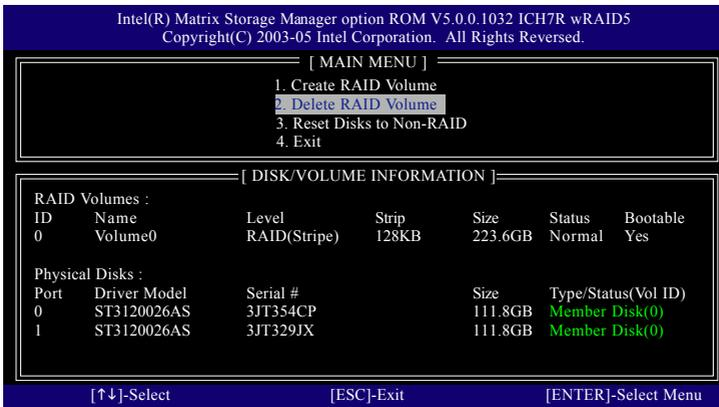 Intel(R) Matrix Storage Manager option ROM V5.0.0.1032 ICH7R wRAID5
Copyright(C) 2003-05 Intel Corporation. All Rights Reversed.
[ MAIN MENU ]
1. Create RAID Volume
2. Delete RAID Volume
3. Reset Disks to Non-RAID
4. Exit
[ DISK/VOLUME INFORMATION ]
RAID Volumes :
ID Name Level Strip Size Status Bootable
0 Volume0 RAID(Stripe) 128KB 223.6GB Normal Yes
Physical Disks :
Port Driver Model Serial # Size Type/Status(Vol ID)
0 ST3120026AS 3JT354CP 111.8GB Member Disk(0)
1 ST3120026AS 3JT329JX 111.8GB Member Disk(0)
[↑↓]-Select [ESC]-Exit [ENTER]-Select Menu